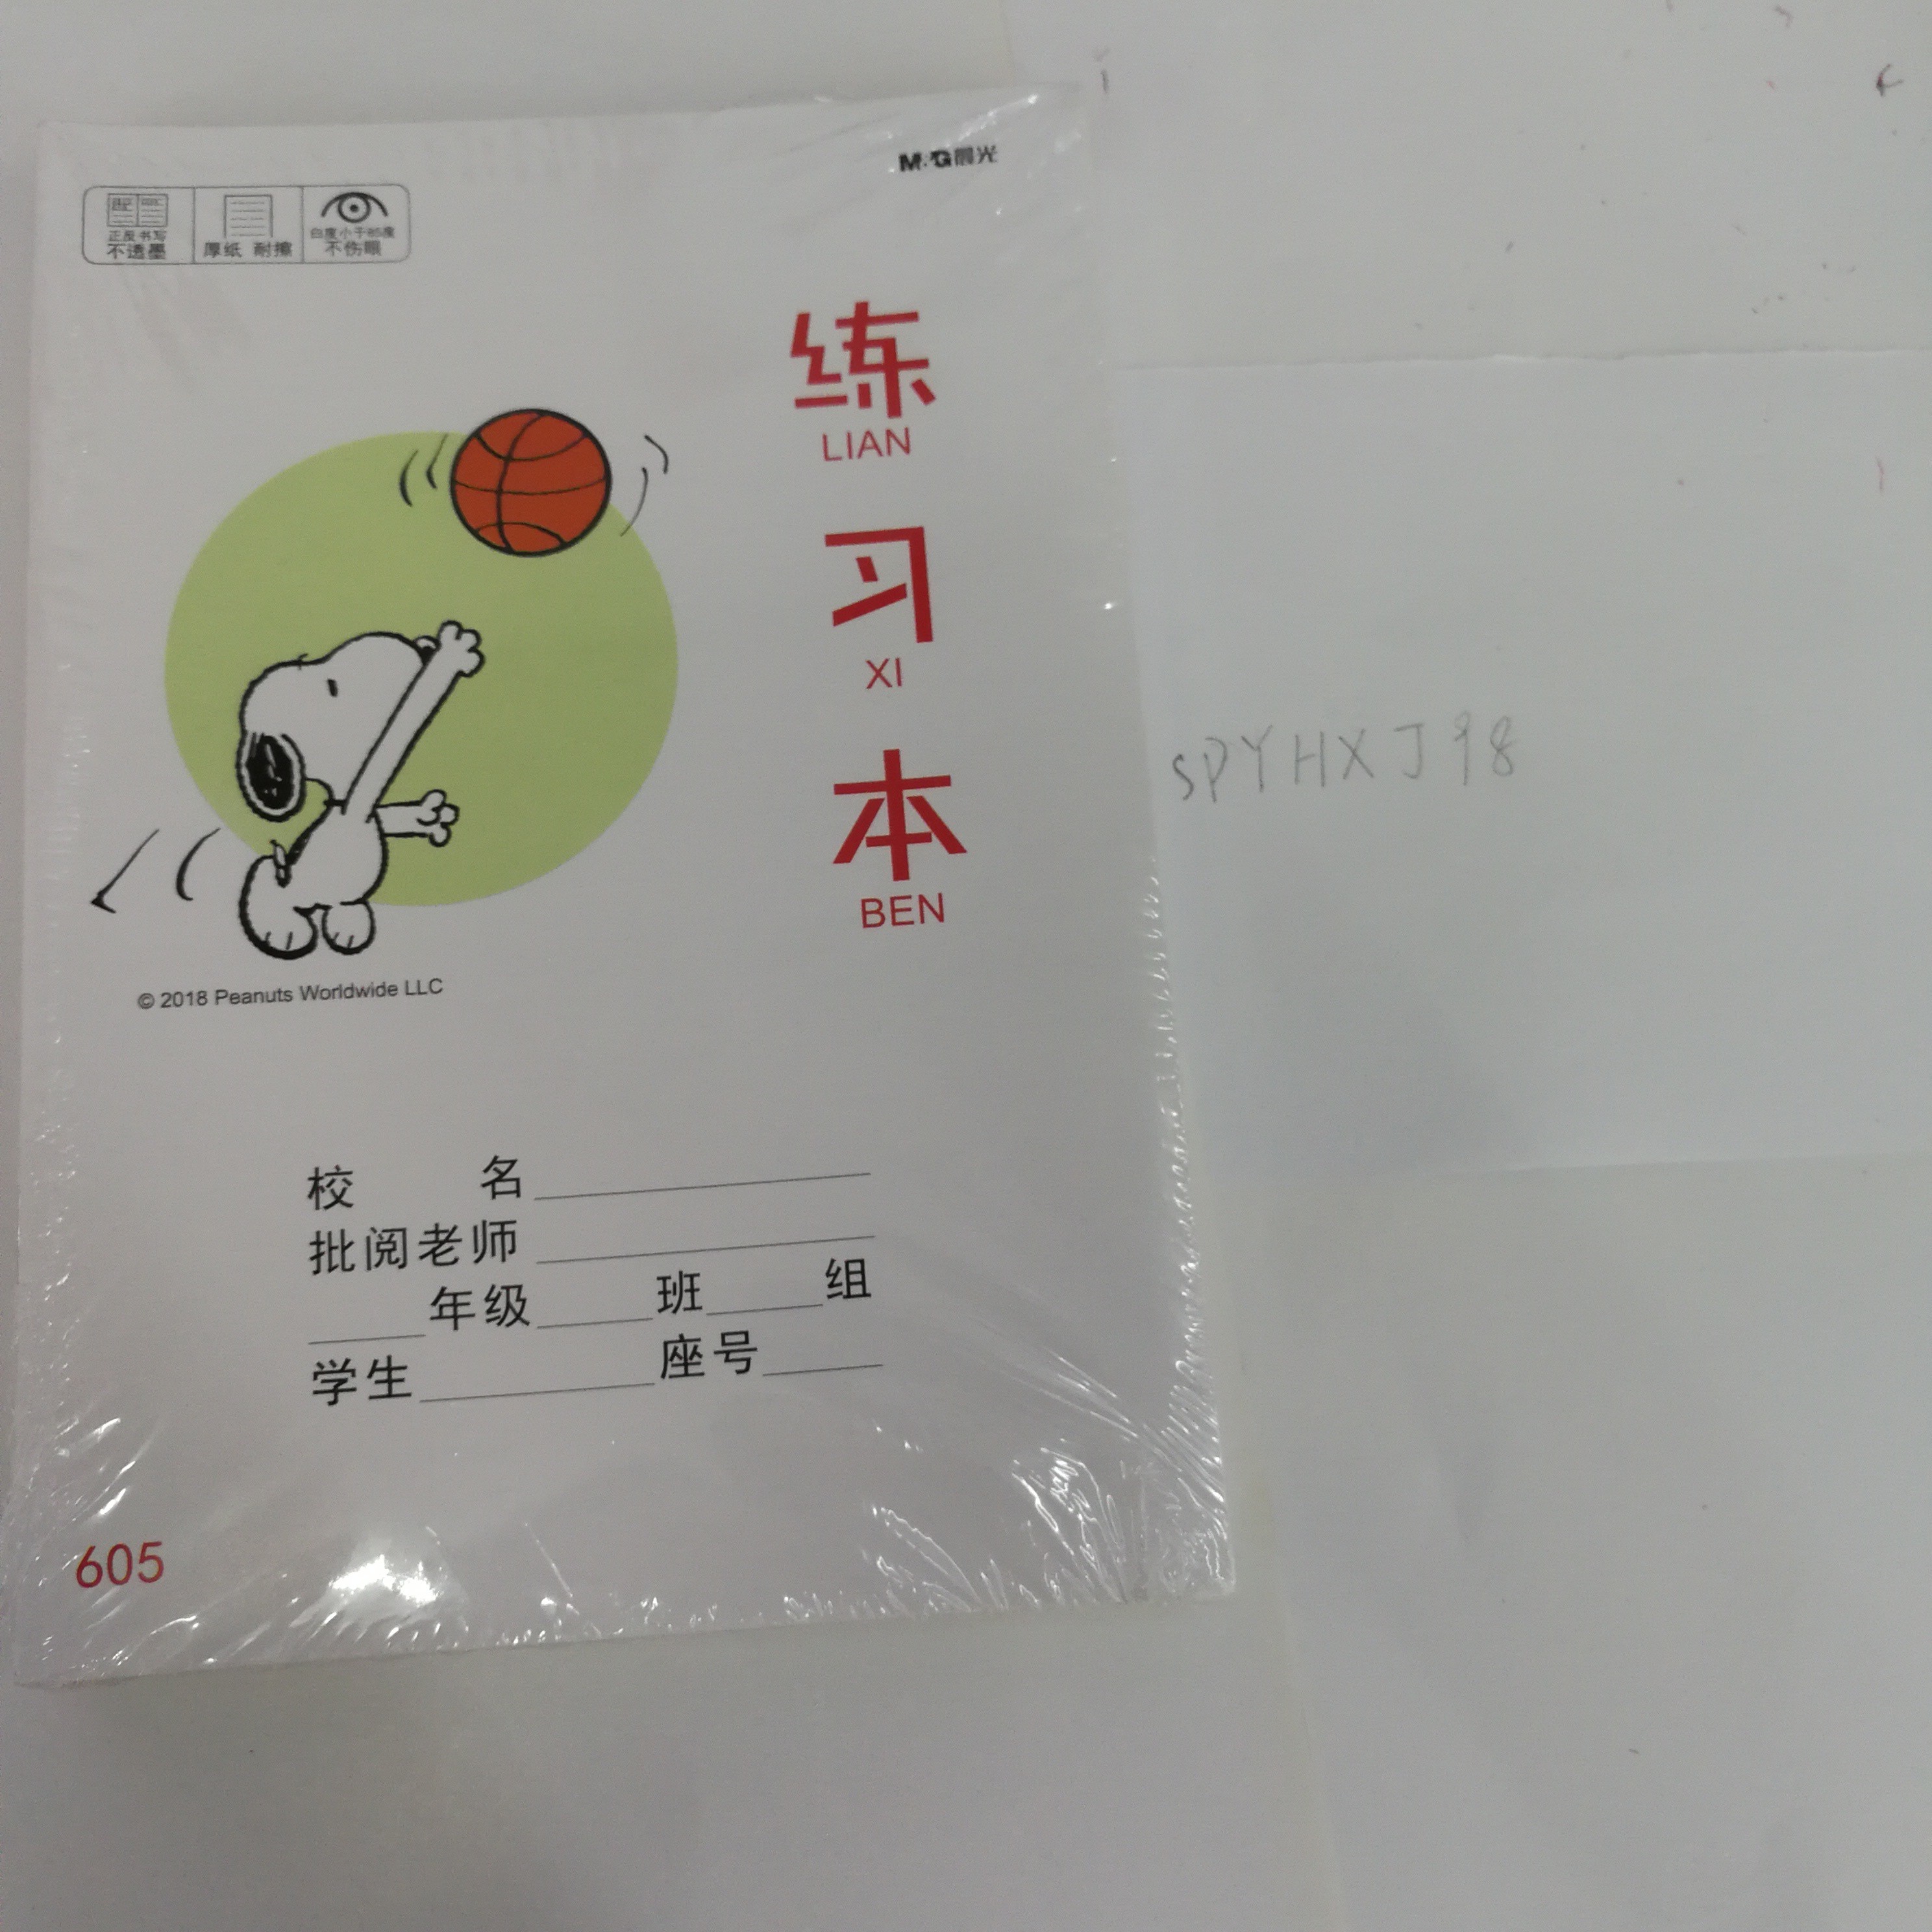 M&G晨光
正反书写
不透墨
厚纸 耐擦
白度小于85度
不伤眼
练
LIAN
习
XI
本
BEN
SPYHXJ98
© 2018 Peanuts Worldwide LLC
校 名
批阅老师
年级 班 组
学生 座号
605